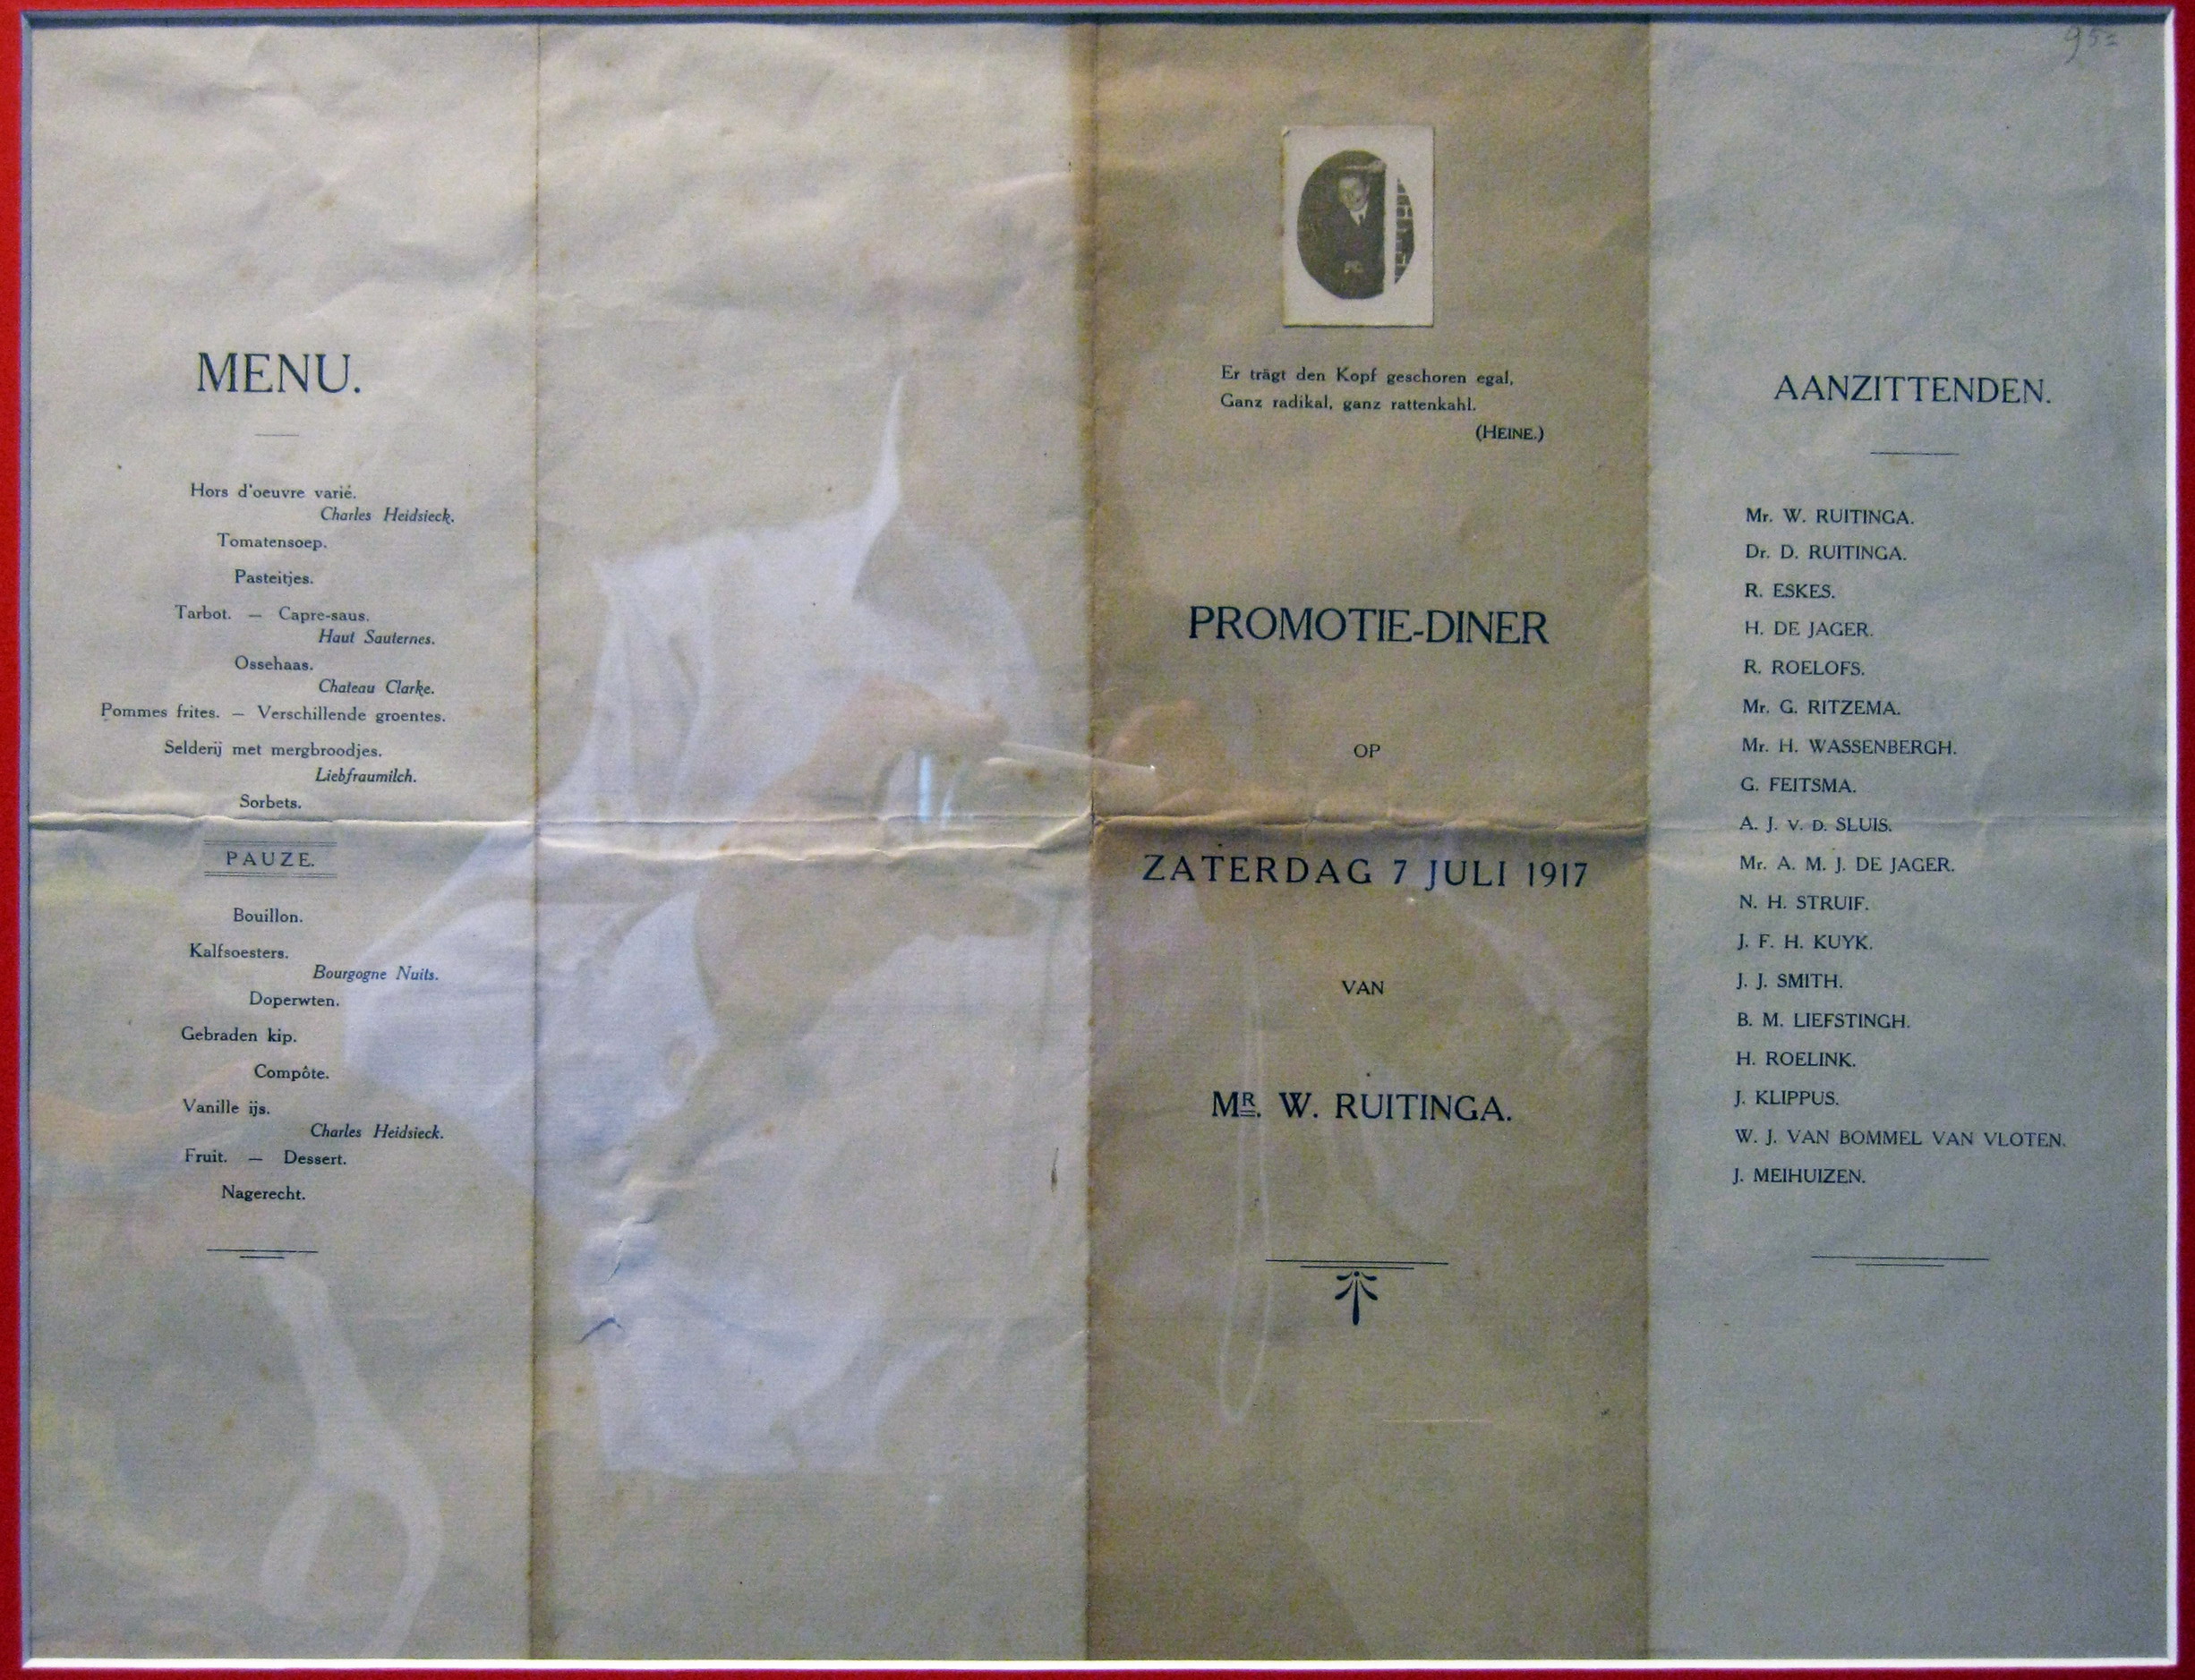 MENU.
Hors d'oeuvre varié.
Charles Heidsieck.
Tomatensoep.
Pasteitjes.
Tarbot. — Capre-saus.
Haut Sauternes.
Ossehaas.
Chateau Clarke.
Pommes frites. — Verschillende groentes.
Selderij met mergbroodjes.
Liebfraumilch.
Sorbets.
PAUZE.
Bouillon.
Kalfsoesters.
Bourgogne Nuits.
Doperwten.
Gebraden kip.
Compôte.
Vanille ijs.
Charles Heidsieck.
Fruit. — Dessert.
Nagerecht.
Er trägt den Kopf geschoren egal,
Ganz radikal, ganz rattenkahl.
(HEINE.)
PROMOTIE-DINER
OP
ZATERDAG 7 JULI 1917
VAN
MR. W. RUITINGA.
95=
AANZITTENDEN.
Mr. W. RUITINGA.
Dr. D. RUITINGA.
R. ESKES.
H. DE JAGER.
R. ROELOFS.
Mr. G. RITZEMA.
Mr. H. WASSENBERGH.
G. FEITSMA.
A. J. V. D. SLUIS.
Mr. A. M. J. DE JAGER.
N. H. STRUIF.
J. F. H. KUYK.
J. J. SMITH.
B. M. LIEFSTINGH.
H. ROELINK.
J. KLIPPUS.
W. J. VAN BOMMEL VAN VLOTEN.
J. MEIHUIZEN.